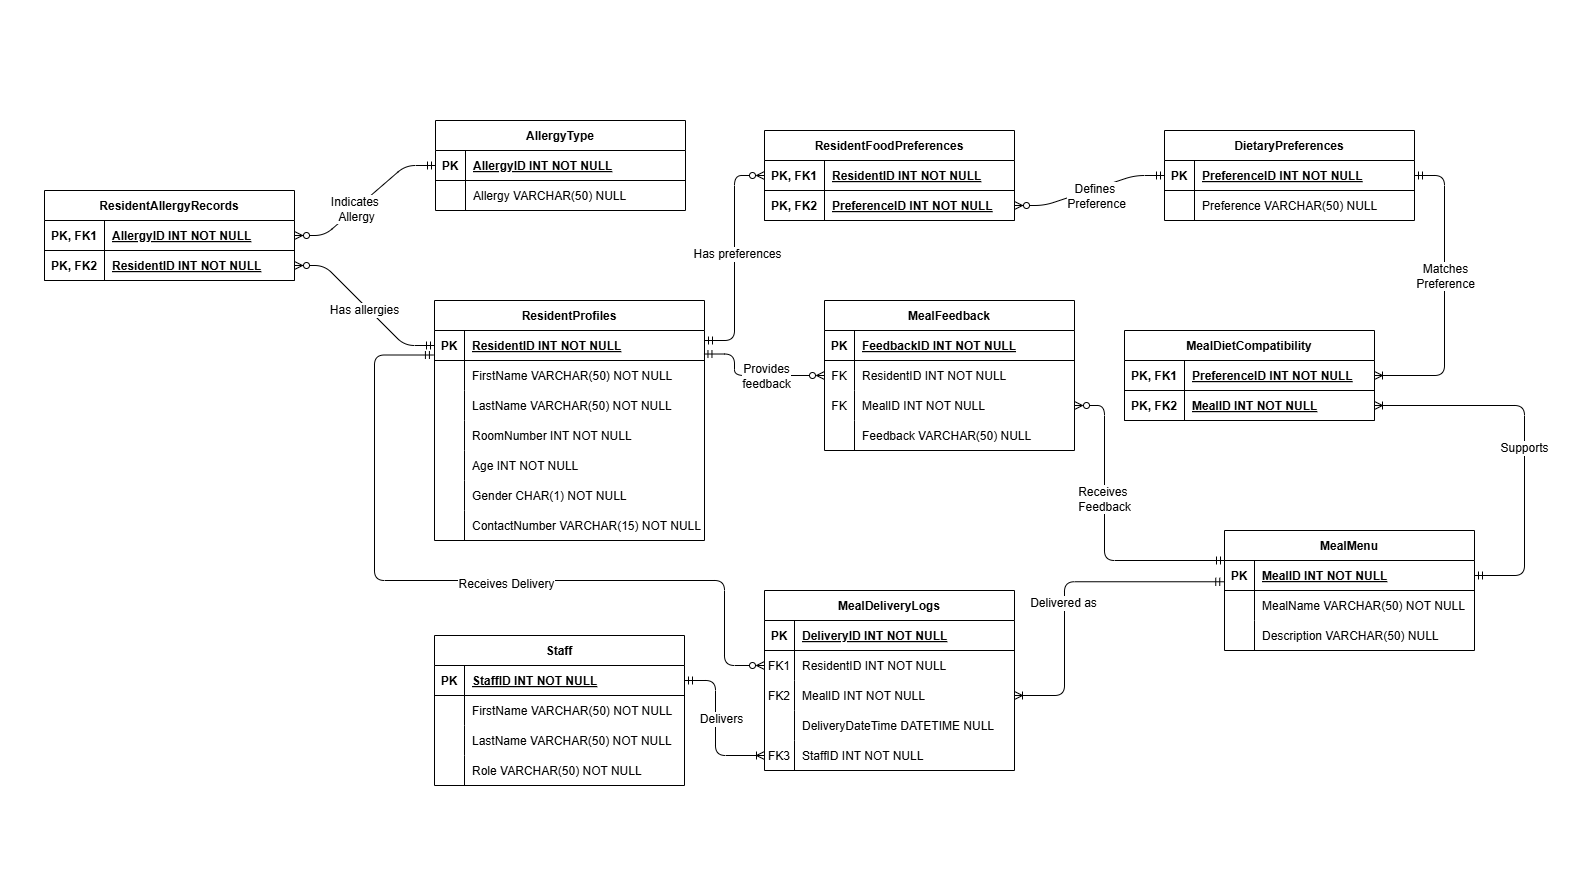 AllergyType
PK AllergyID INT NOT NULL
Allergy VARCHAR(50) NULL
Indicates
Allergy
ResidentAllergyRecords
PK, FK1 AllergyID INT NOT NULL
PK, FK2 ResidentID INT NOT NULL
Has allergies
ResidentFoodPreferences
PK, FK1 ResidentID INT NOT NULL
PK, FK2 PreferenceID INT NOT NULL
Defines
Preference
DietaryPreferences
PK PreferenceID INT NOT NULL
Preference VARCHAR(50) NULL
Has preferences
Matches
Preference
ResidentProfiles
PK ResidentID INT NOT NULL
FirstName VARCHAR(50) NOT NULL
LastName VARCHAR(50) NOT NULL
RoomNumber INT NOT NULL
Age INT NOT NULL
Gender CHAR(1) NOT NULL
ContactNumber VARCHAR(15) NOT NULL
Provides
feedback
MealFeedback
PK FeedbackID INT NOT NULL
FK ResidentID INT NOT NULL
FK MealID INT NOT NULL
Feedback VARCHAR(50) NULL
MealDietCompatibility
PK, FK1 PreferenceID INT NOT NULL
PK, FK2 MealID INT NOT NULL
Supports
Receives
Feedback
MealMenu
PK MealID INT NOT NULL
MealName VARCHAR(50) NOT NULL
Description VARCHAR(50) NULL
Receives Delivery
Delivered as
MealDeliveryLogs
PK DeliveryID INT NOT NULL
FK1 ResidentID INT NOT NULL
FK2 MealID INT NOT NULL
DeliveryDateTime DATETIME NULL
FK3 StaffID INT NOT NULL
Staff
PK StaffID INT NOT NULL
FirstName VARCHAR(50) NOT NULL
LastName VARCHAR(50) NOT NULL
Role VARCHAR(50) NOT NULL
Delivers